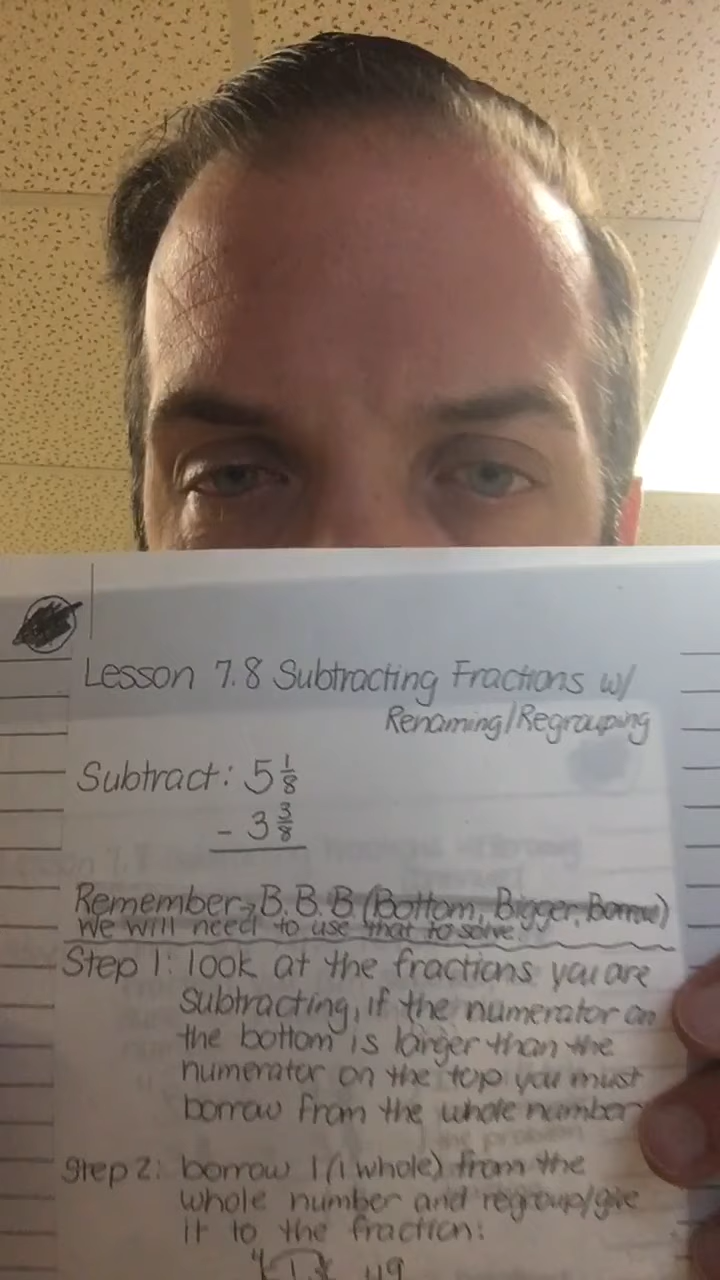 Lesson 7.8 Subtracting Fractions w/
Renaming/Regrouping
Subtract: 5 1/8
- 3 3/8
Remember→B.B.B (Bottom, Bigger, Borrow)
We will need to use that to solve.
Step 1: look at the fractions you are
subtracting, if the numerator on
the bottom is larger than the
numerator on the top you must
borrow from the whole number
Step 2: borrow 1 (1 whole) from the
whole number and regroup/give
it to the fraction: